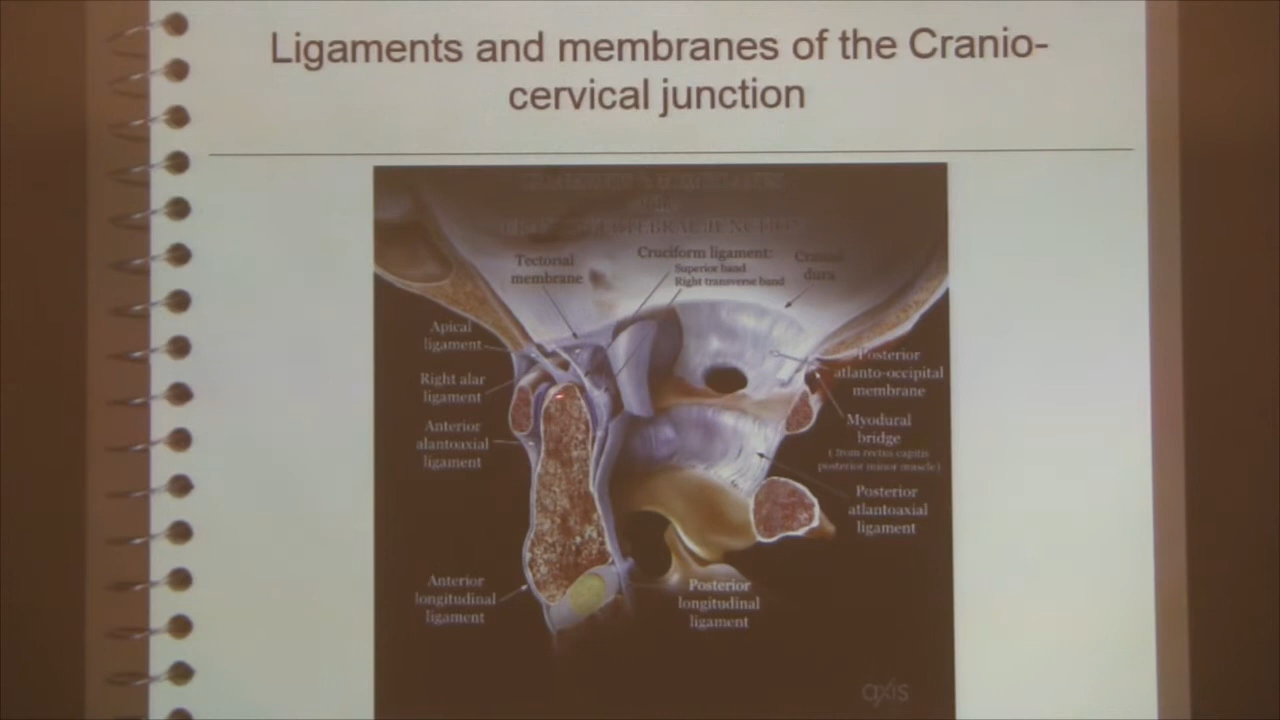 Ligaments and membranes of the Cranio-
cervical junction
Tectorial
membrane
Cruciform ligament:
Superior band
Right transverse band
Cranial
dura
Apical
ligament
Right alar
ligament
Anterior
alantoaxial
ligament
Posterior
atlanto-occipital
membrane
Myodural
bridge
( from rectus capitis
posterior minor muscle)
Posterior
atlantoaxial
ligament
Anterior
longitudinal
ligament
Posterior
longitudinal
ligament
axis